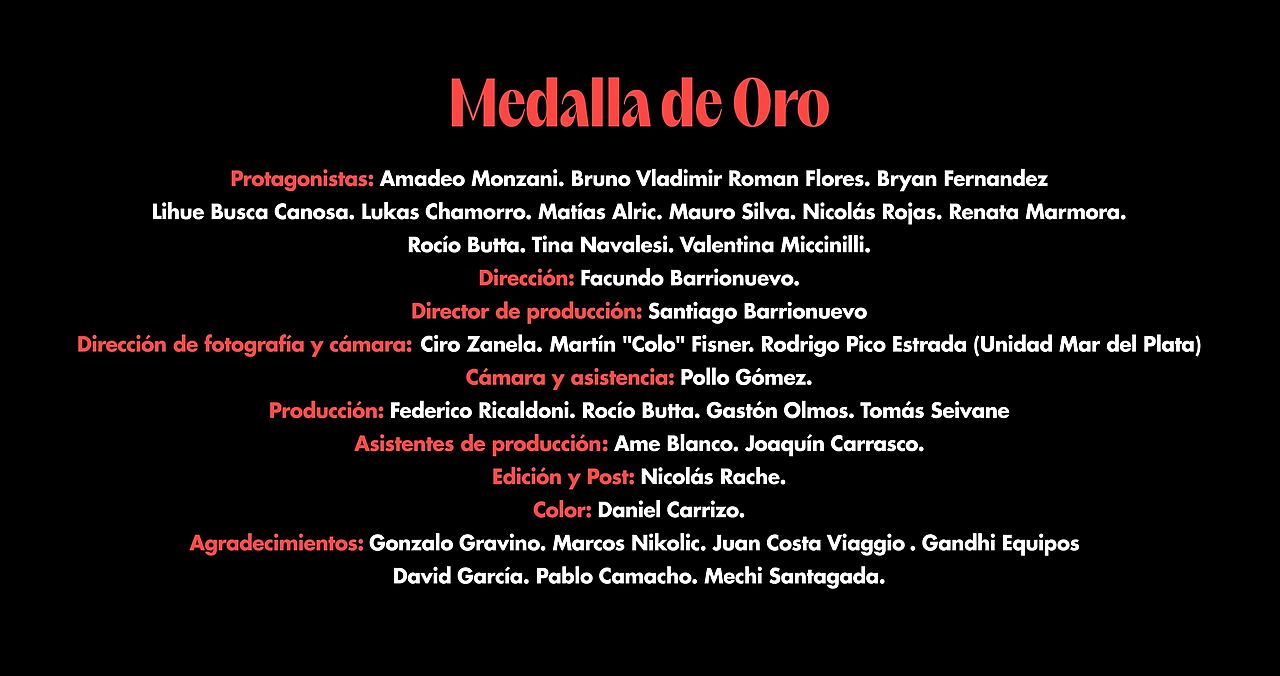 Medalla de Oro
Protagonistas: Amadeo Monzani. Bruno Vladimir Roman Flores. Bryan Fernandez
Lihue Busca Canosa. Lukas Chamorro. Matías Alric. Mauro Silva. Nicolás Rojas. Renata Marmora.
Rocío Butta. Tina Navalesi. Valentina Miccinilli.
Dirección: Facundo Barrionuevo.
Director de producción: Santiago Barrionuevo
Dirección de fotografía y cámara: Ciro Zanela. Martín "Colo" Fisner. Rodrigo Pico Estrada (Unidad Mar del Plata)
Cámara y asistencia: Pollo Gómez.
Producción: Federico Ricaldoni. Rocío Butta. Gastón Olmos. Tomás Seivane
Asistentes de producción: Ame Blanco. Joaquín Carrasco.
Edición y Post: Nicolás Rache.
Color: Daniel Carrizo.
Agradecimientos: Gonzalo Gravino. Marcos Nikolic. Juan Costa Viaggio . Gandhi Equipos
David García. Pablo Camacho. Mechi Santagada.